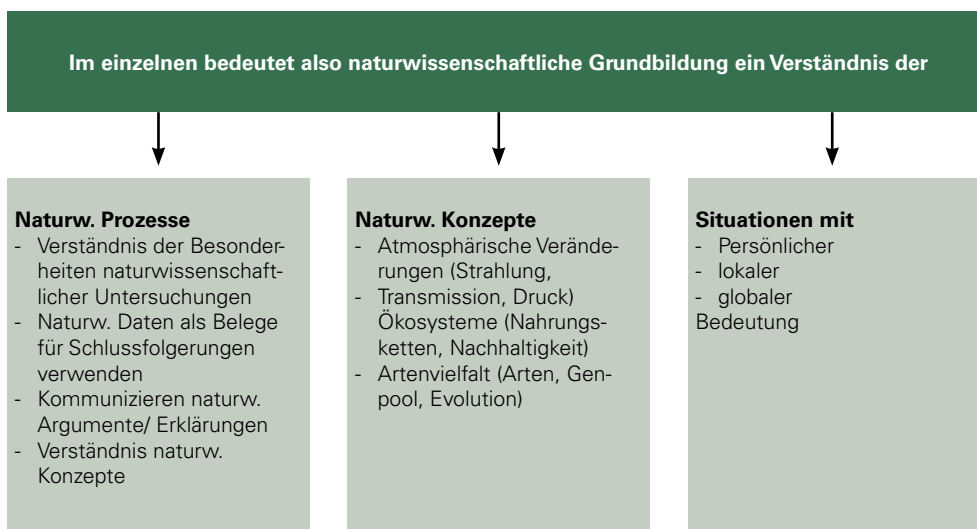 Im einzelnen bedeutet also naturwissenschaftliche Grundbildung ein Verständnis der
Naturw. Prozesse
- Verständnis der Besonder-
heiten naturwissenschaft-
licher Untersuchungen
- Naturw. Daten als Belege
für Schlussfolgerungen
verwenden
- Kommunizieren naturw.
Argumente/ Erklärungen
- Verständnis naturw.
Konzepte
Naturw. Konzepte
- Atmosphärische Verände-
rungen (Strahlung,
- Transmission, Druck)
Ökosysteme (Nahrungs-
ketten, Nachhaltigkeit)
- Artenvielfalt (Arten, Gen-
pool, Evolution)
Situationen mit
- Persönlicher
- lokaler
- globaler
Bedeutung